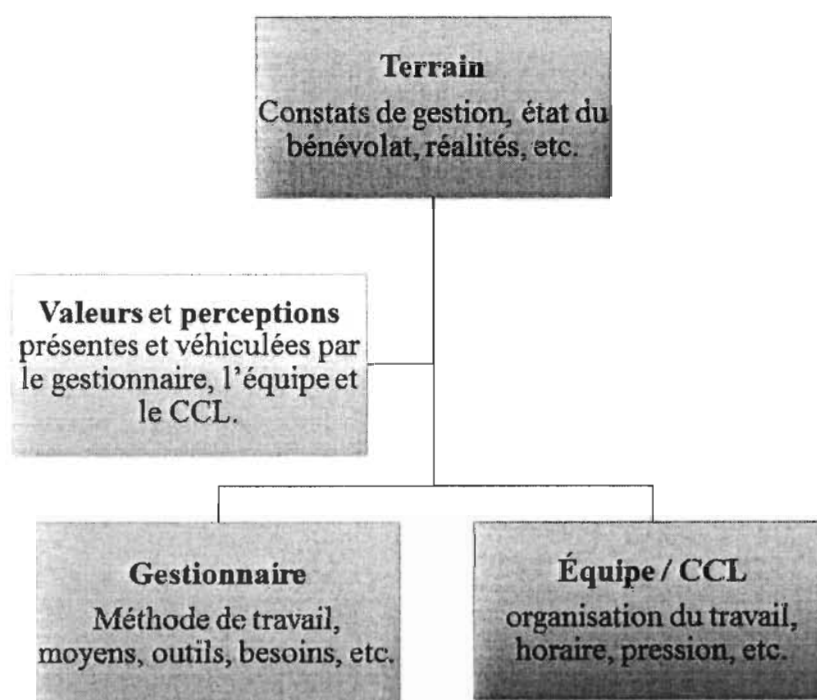 Terrain
Constats de gestion, état du
bénévolat, réalités, etc.
Valeurs et perceptions
présentes et véhiculées par
le gestionnaire, l'équipe et
le CCL.
Gestionnaire
Méthode de travail,
moyens, outils, besoins, etc.
Équipe / CCL
organisation du travail,
horaire, pression, etc.